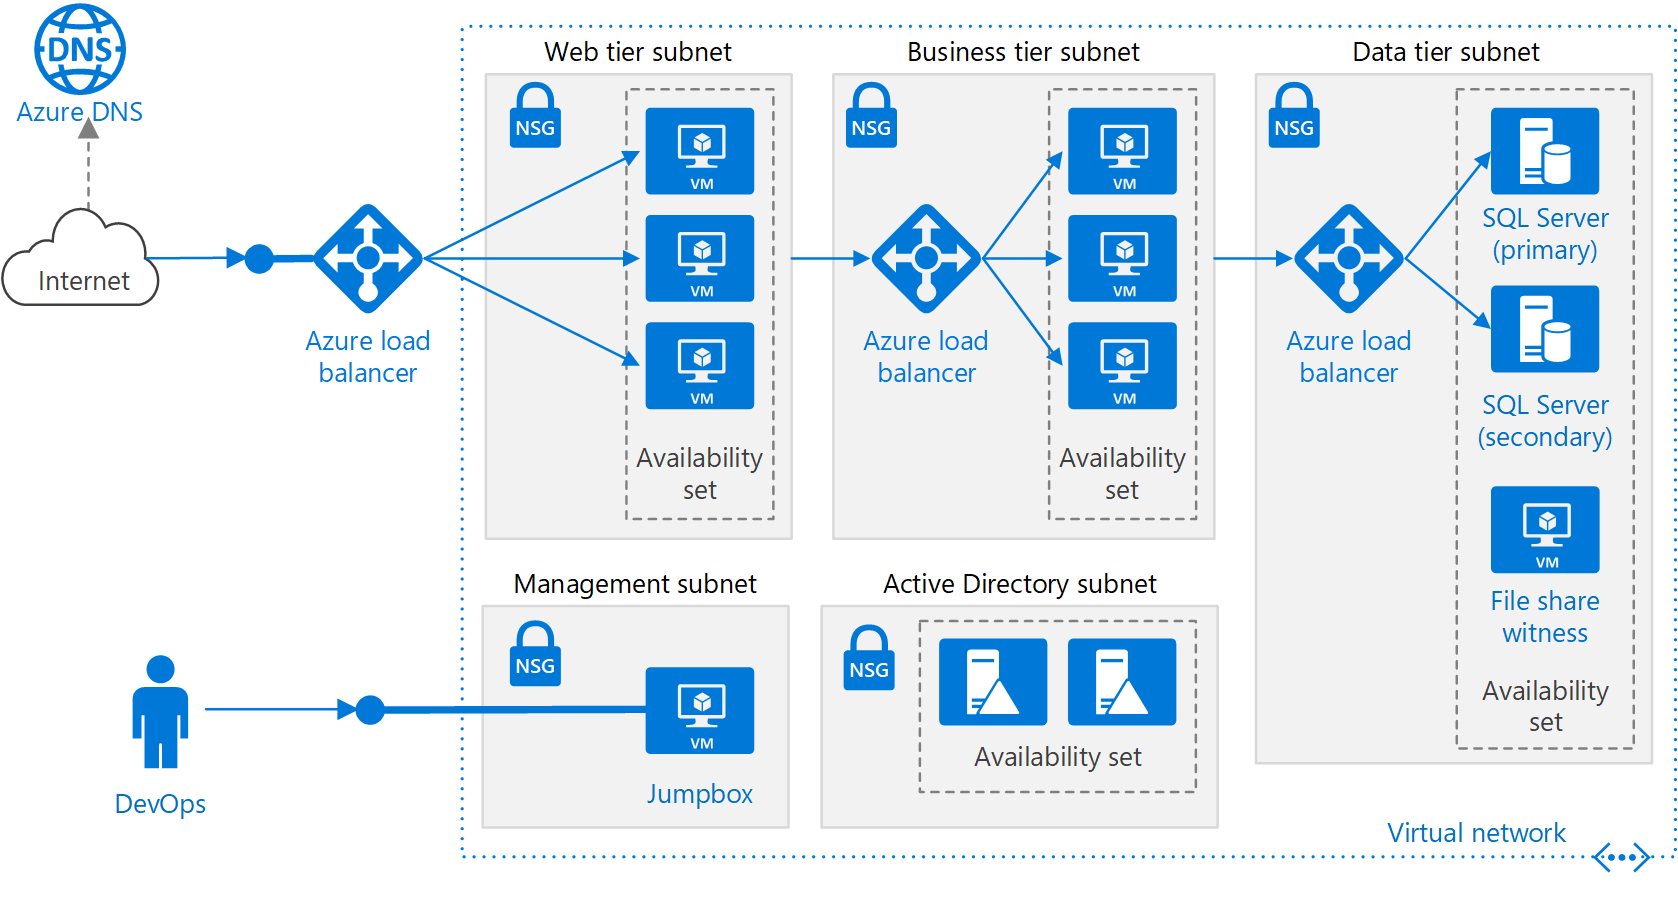 DNS
Azure DNS
Internet
Azure load
balancer
Web tier subnet
NSG
VM
VM
VM
Availability
set
Business tier subnet
NSG
Azure load
balancer
VM
VM
VM
Availability
set
Data tier subnet
NSG
Azure load
balancer
SQL Server
(primary)
SQL Server
(secondary)
VM
File share
witness
Availability
set
DevOps
Management subnet
NSG
VM
Jumpbox
Active Directory subnet
NSG
Availability set
Virtual network